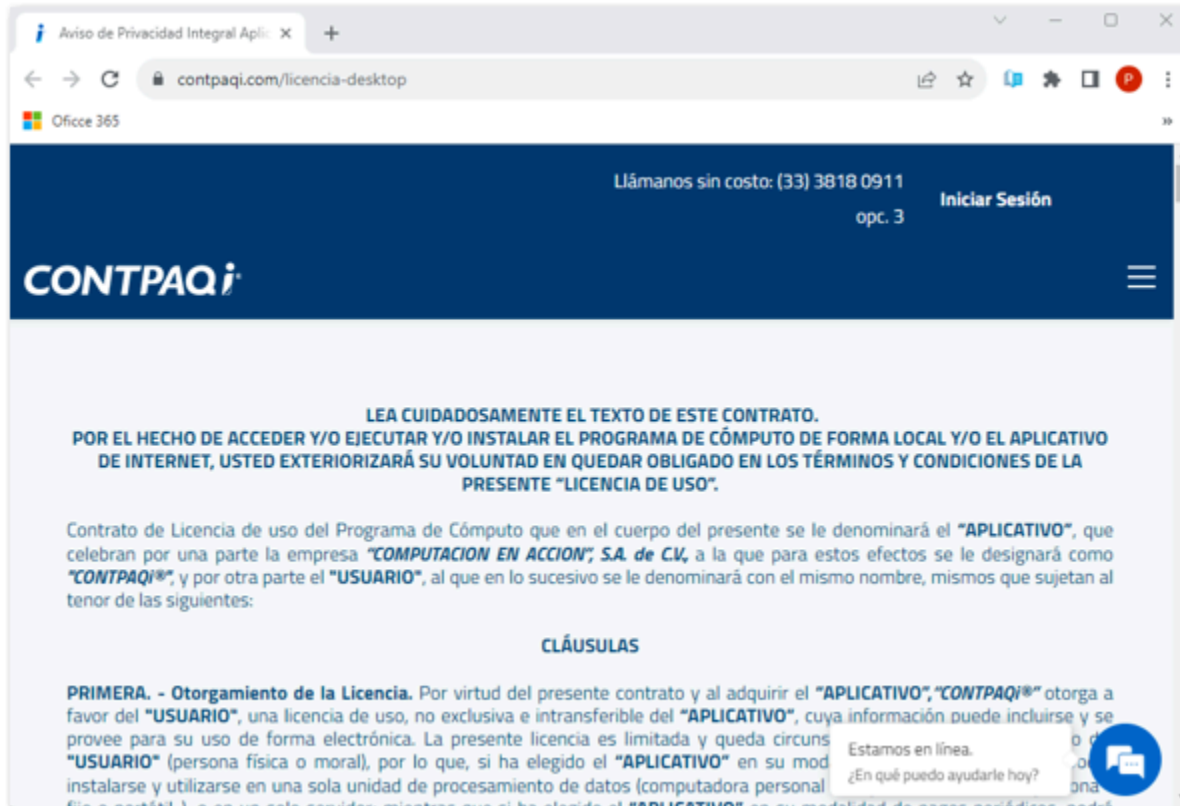 Aviso de Privacidad Integral Aplic
contpaqi.com/licencia-desktop
P
Oficce 365
Llámanos sin costo: (33) 3818 0911
opc. 3
Iniciar Sesión
CONTPAQi
LEA CUIDADOSAMENTE EL TEXTO DE ESTE CONTRATO.
POR EL HECHO DE ACCEDER Y/O EJECUTAR Y/O INSTALAR EL PROGRAMA DE CÓMPUTO DE FORMA LOCAL Y/O EL APLICATIVO
DE INTERNET, USTED EXTERIORIZARÁ SU VOLUNTAD EN QUEDAR OBLIGADO EN LOS TÉRMINOS Y CONDICIONES DE LA
PRESENTE “LICENCIA DE USO”.
Contrato de Licencia de uso del Programa de Cómputo que en el cuerpo del presente se le denominará el “APLICATIVO”, que
celebran por una parte la empresa “COMPUTACION EN ACCION”, S.A. de C.V., a la que para estos efectos se le designará como
“CONTPAQi®”, y por otra parte el "USUARIO", al que en lo sucesivo se le denominará con el mismo nombre, mismos que sujetan al
tenor de las siguientes:
CLÁUSULAS
PRIMERA. - Otorgamiento de la Licencia. Por virtud del presente contrato y al adquirir el “APLICATIVO”, “CONTPAQi®” otorga a
favor del "USUARIO", una licencia de uso, no exclusiva e intransferible del “APLICATIVO”, cuya información puede incluirse y se
provee para su uso de forma electrónica. La presente licencia es limitada y queda circuns
"USUARIO" (persona física o moral), por lo que, si ha elegido el “APLICATIVO” en su mod
instalarse y utilizarse en una sola unidad de procesamiento de datos (computadora personal
Estamos en línea.
¿En qué puedo ayudarle hoy?